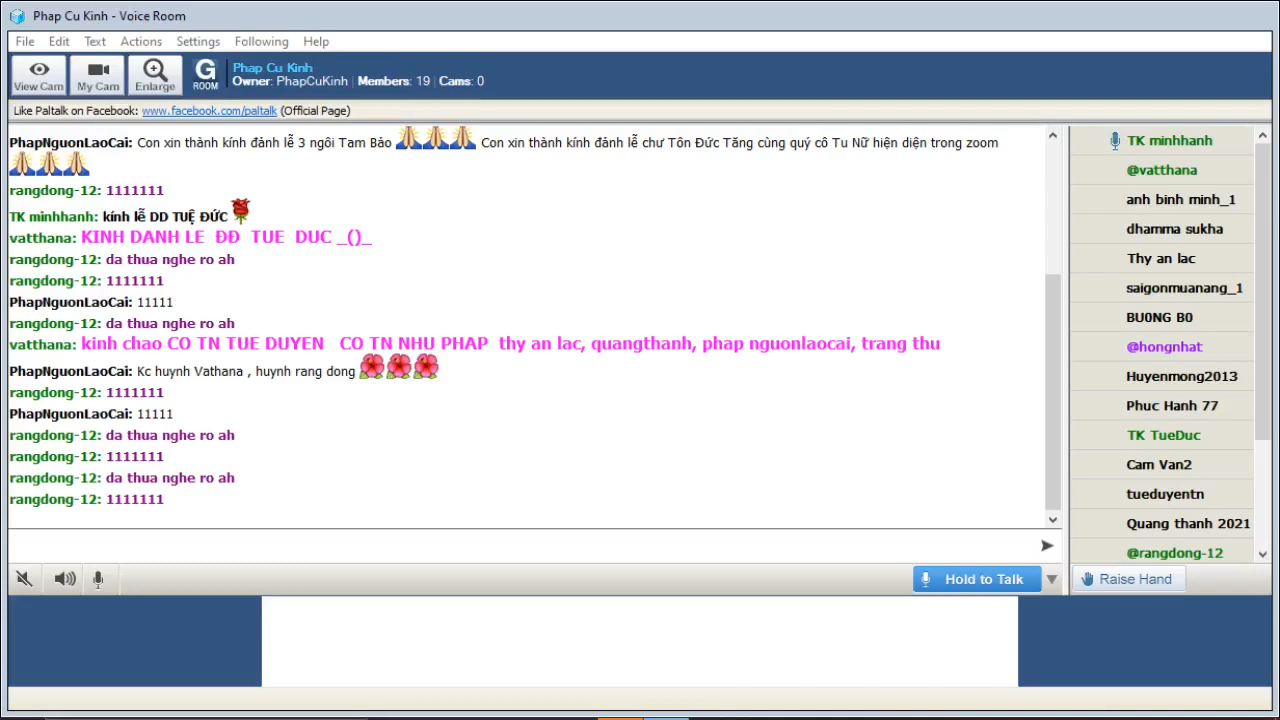 Phap Cu Kinh - Voice Room
File Edit Text Actions Settings Following Help
View Cam My Cam Enlarge G ROOM
Phap Cu Kinh
Owner: PhapCuKinh Members: 19 Cams: 0
Like Paltalk on Facebook: www.facebook.com/paltalk (Official Page)
PhapNguonLaoCai: Con xin thành kính đảnh lễ 3 ngôi Tam Bảo 🙏🙏🙏 Con xin thành kính đảnh lễ chư Tôn Đức Tăng cùng quý cô Tu Nữ hiện diện trong zoom
🙏🙏🙏
rangdong-12: 1111111
TK minhhanh: kính lễ DD TUỆ ĐỨC 🌹
vatthana: KINH DANH LE ĐĐ TUE DUC _()_
rangdong-12: da thua nghe ro ah
rangdong-12: 1111111
PhapNguonLaoCai: 11111
rangdong-12: da thua nghe ro ah
vatthana: kinh chao CO TN TUE DUYEN CO TN NHU PHAP thy an lac, quangthanh, phap nguonlaocai, trang thu
PhapNguonLaoCai: Kc huynh Vathana , huynh rang dong 🌺🌺🌺
rangdong-12: 1111111
PhapNguonLaoCai: 11111
rangdong-12: da thua nghe ro ah
rangdong-12: 1111111
rangdong-12: da thua nghe ro ah
rangdong-12: 1111111
TK minhhanh
@vatthana
anh binh minh_1
dhamma sukha
Thy an lac
saigonmuanang_1
BU0NG B0
@hongnhat
Huyenmong2013
Phuc Hanh 77
TK TueDuc
Cam Van2
tueduyentn
Quang thanh 2021
@rangdong-12
Hold to Talk
Raise Hand